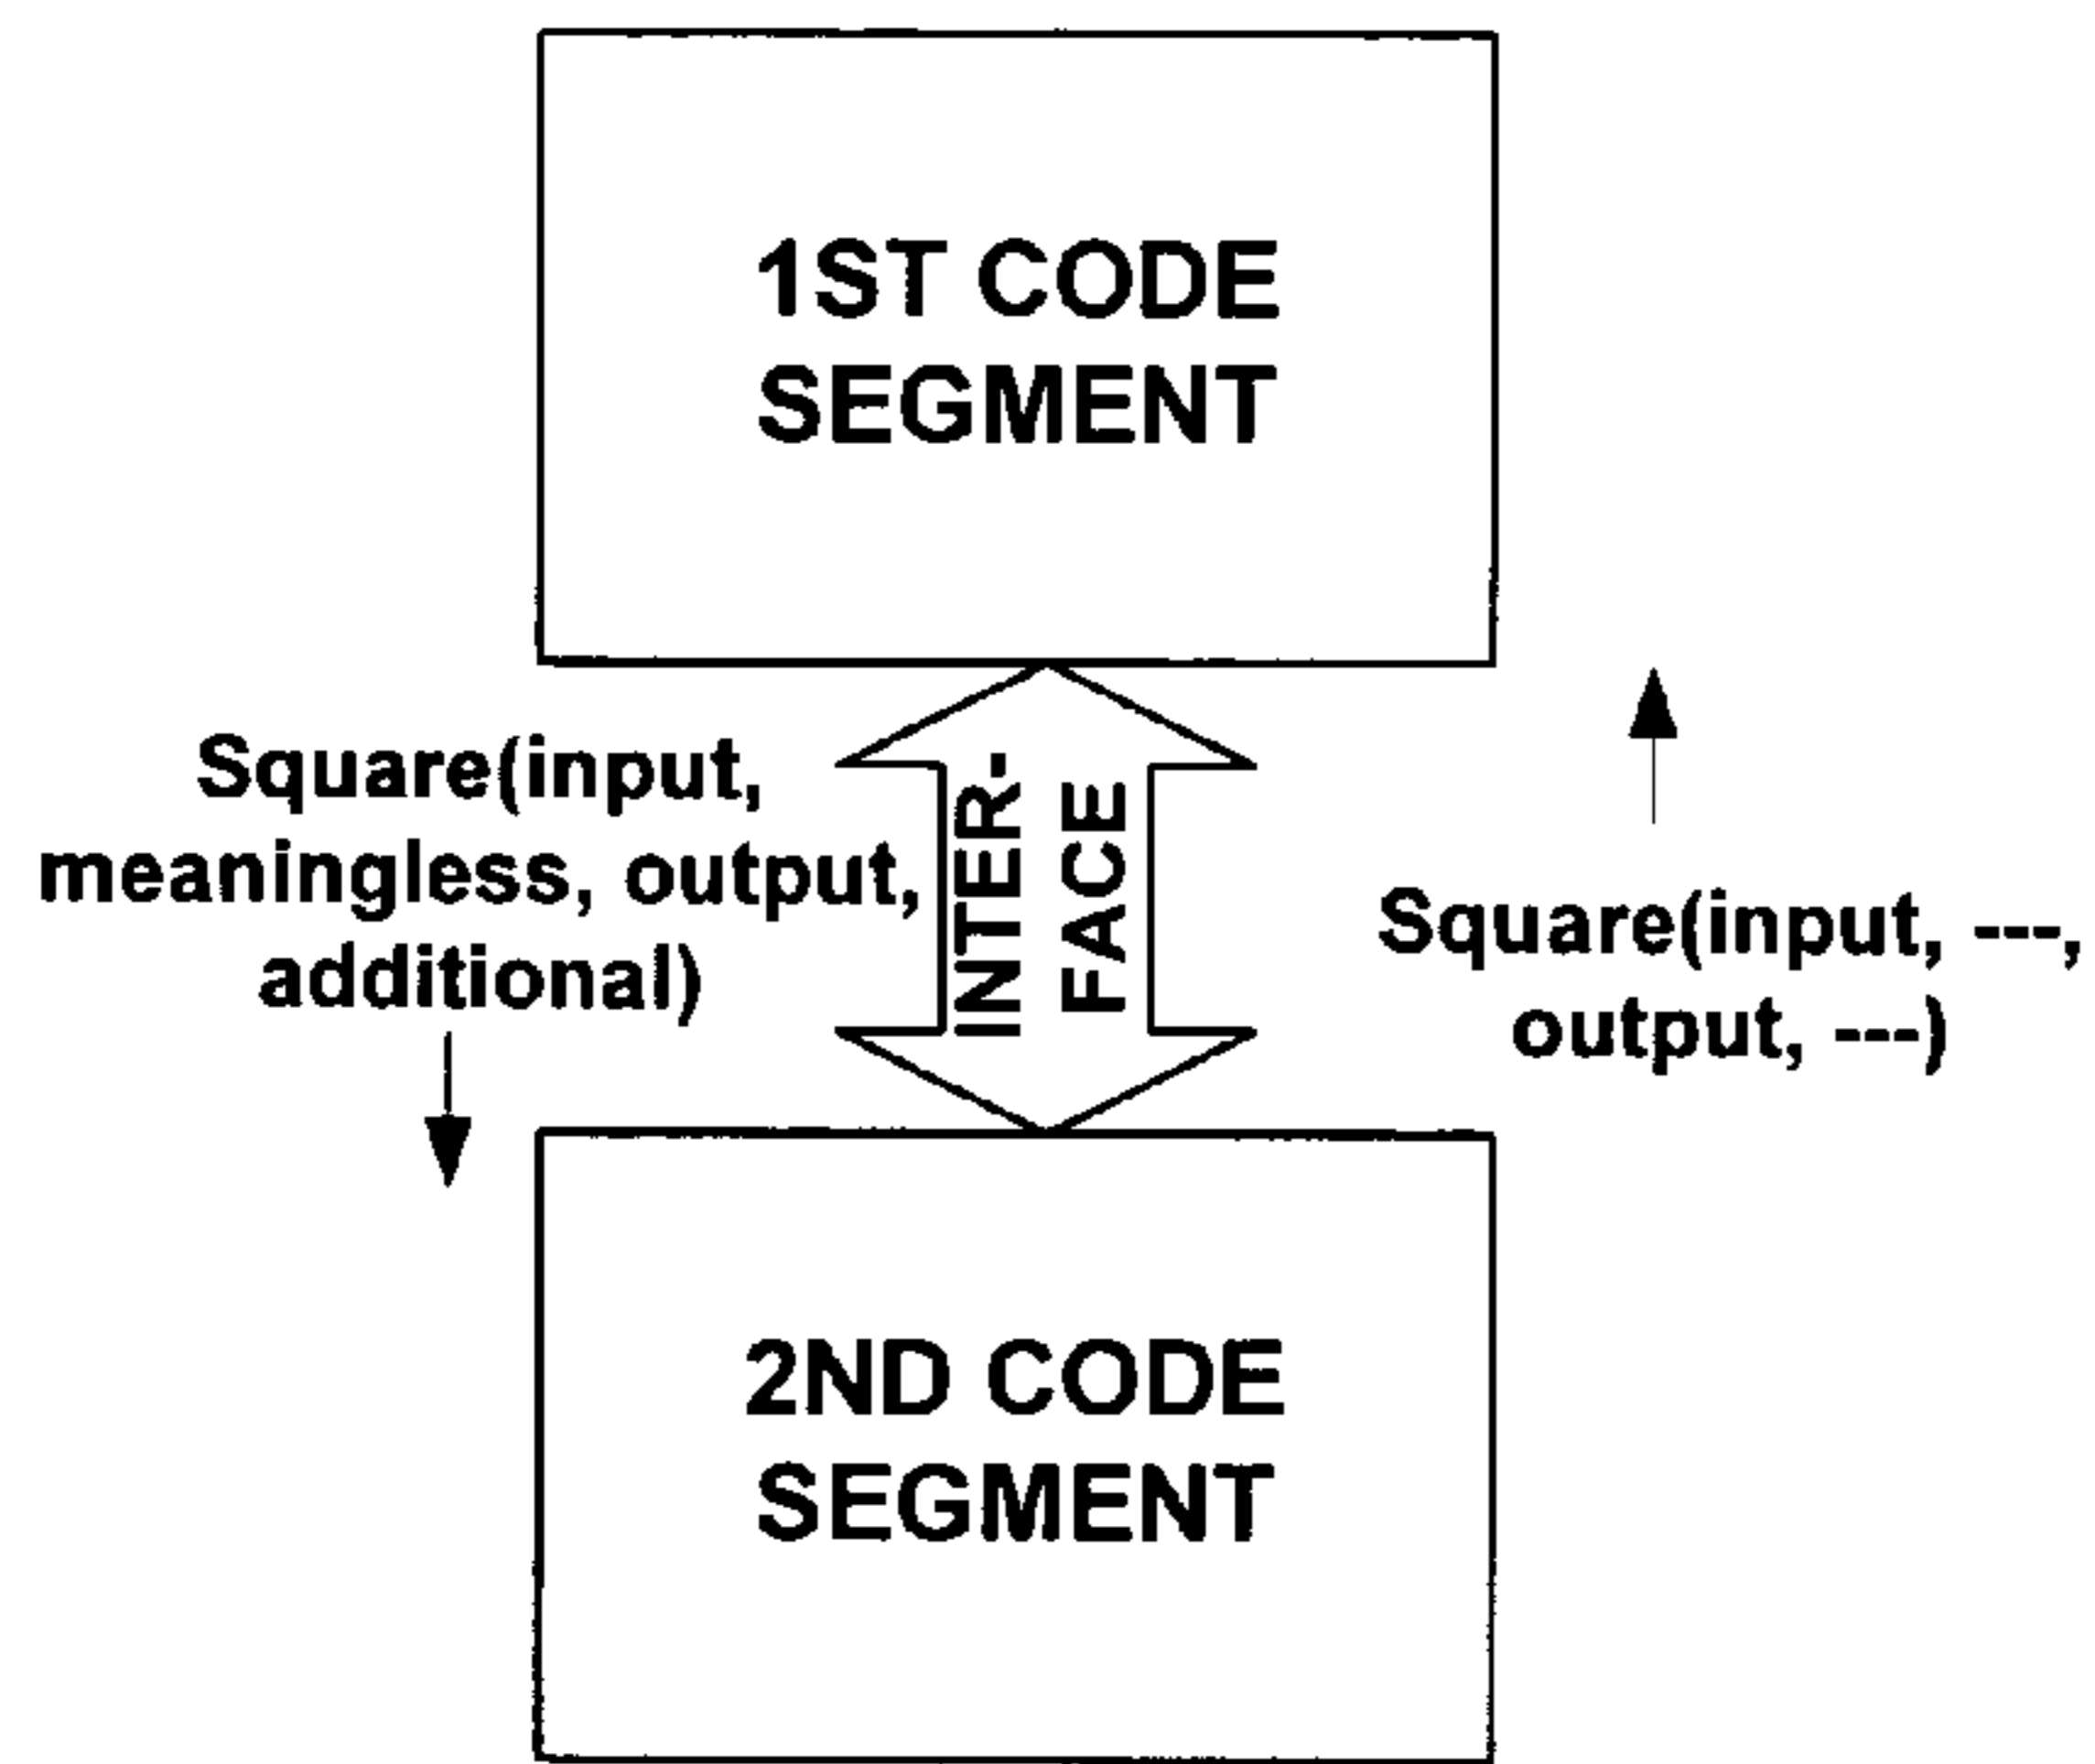 1ST CODE
SEGMENT
Square(input,
meaningless, output,
additional)
INTER-
FACE
Square(input, ---,
output, ---)
2ND CODE
SEGMENT